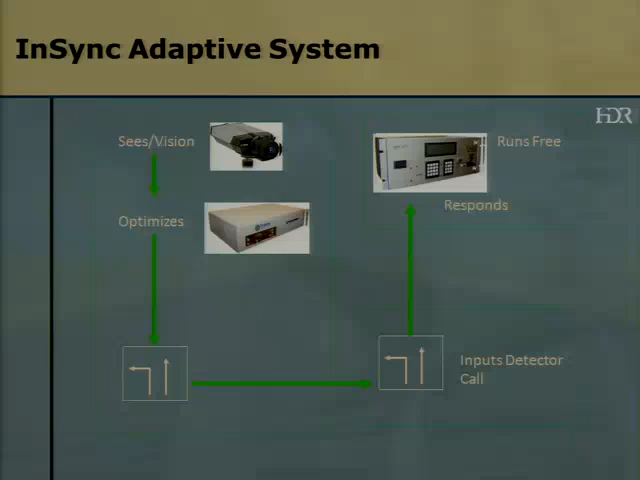 InSync Adaptive System
HDR
Sees/Vision
Runs Free
Responds
Optimizes
Inputs Detector
Call